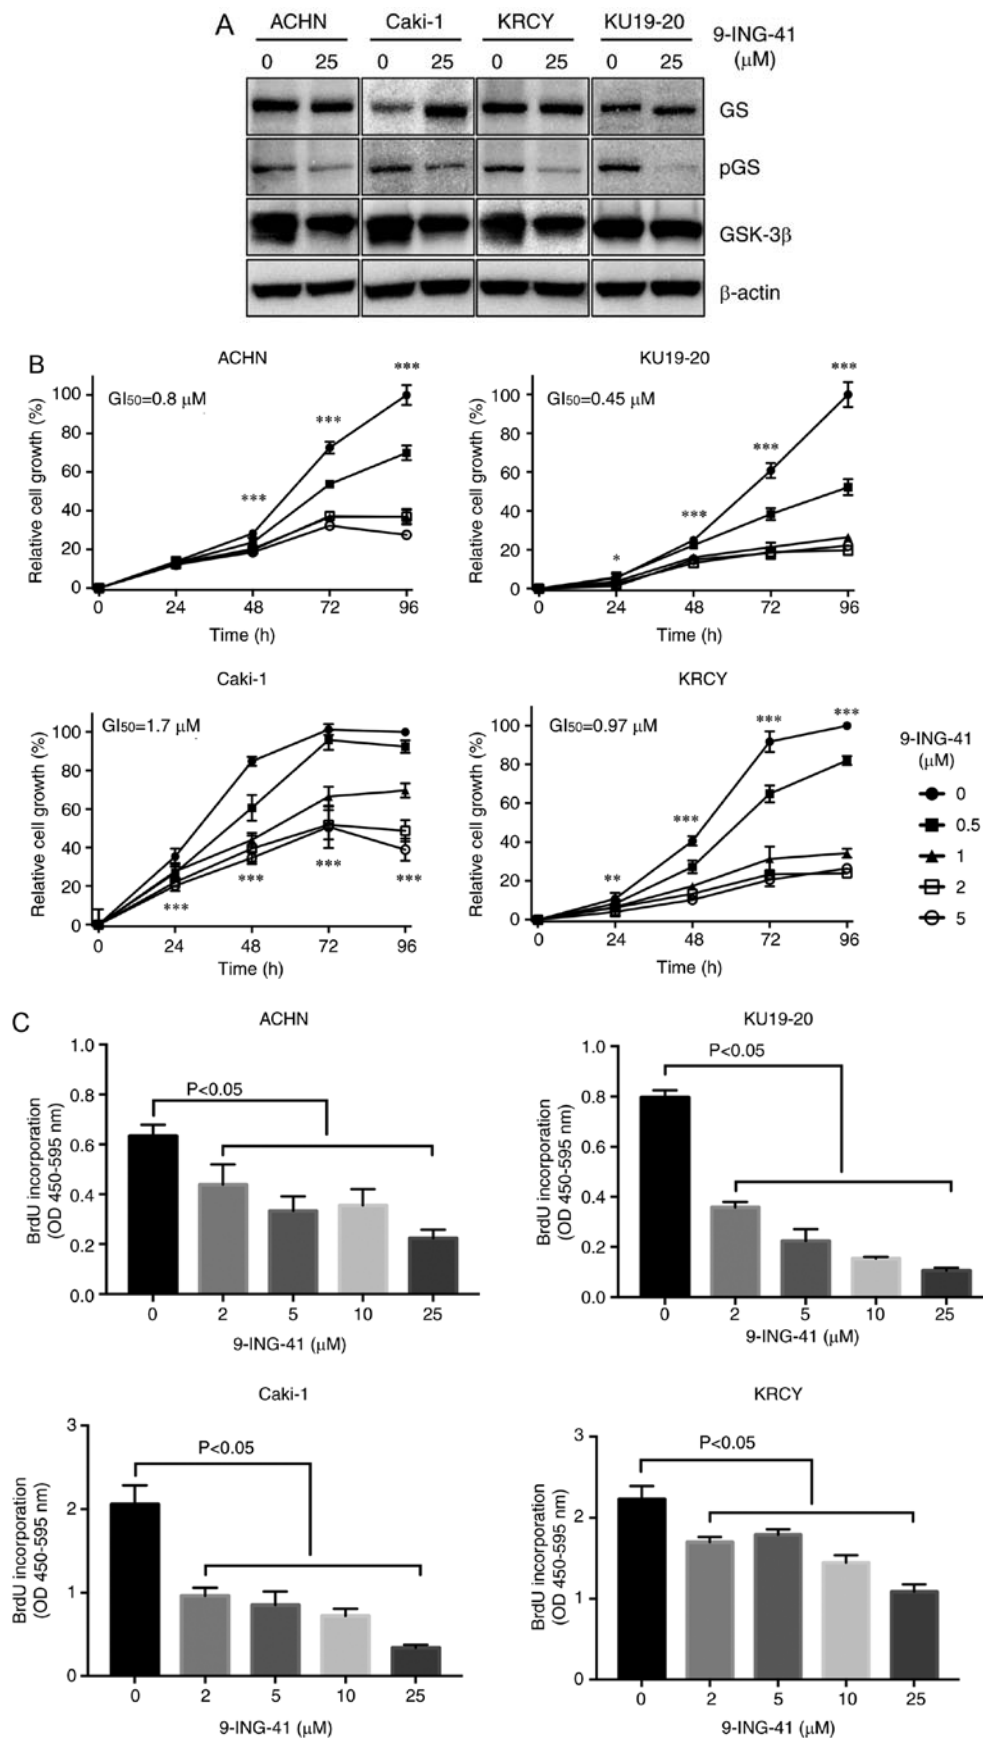 A
ACHN Caki-1 KRCY KU19-20 9-ING-41
0 25 0 25 0 25 0 25 (μM)
GS
pGS
GSK-3β
β-actin
B
ACHN
GI50=0.8 μM
*** *** ***
Relative cell growth (%)
100
80
60
40
20
0
0 24 48 72 96
Time (h)
KU19-20
GI50=0.45 μM
* *** *** ***
Relative cell growth (%)
100
80
60
40
20
0
0 24 48 72 96
Time (h)
Caki-1
GI50=1.7 μM
*** *** *** ***
Relative cell growth (%)
100
80
60
40
20
0
0 24 48 72 96
Time (h)
KRCY
GI50=0.97 μM
** *** *** ***
Relative cell growth (%)
100
80
60
40
20
0
0 24 48 72 96
Time (h)
9-ING-41
(μM)
0
0.5
1
2
5
C
ACHN
P<0.05
BrdU incorporation
(OD 450-595 nm)
1.0
0.8
0.6
0.4
0.2
0.0
0 2 5 10 25
9-ING-41 (μM)
KU19-20
P<0.05
BrdU incorporation
(OD 450-595 nm)
1.0
0.8
0.6
0.4
0.2
0.0
0 2 5 10 25
9-ING-41 (μM)
Caki-1
P<0.05
BrdU incorporation
(OD 450-595 nm)
3
2
1
0
0 2 5 10 25
9-ING-41 (μM)
KRCY
P<0.05
BrdU incorporation
(OD 450-595 nm)
3
2
1
0
0 2 5 10 25
9-ING-41 (μM)